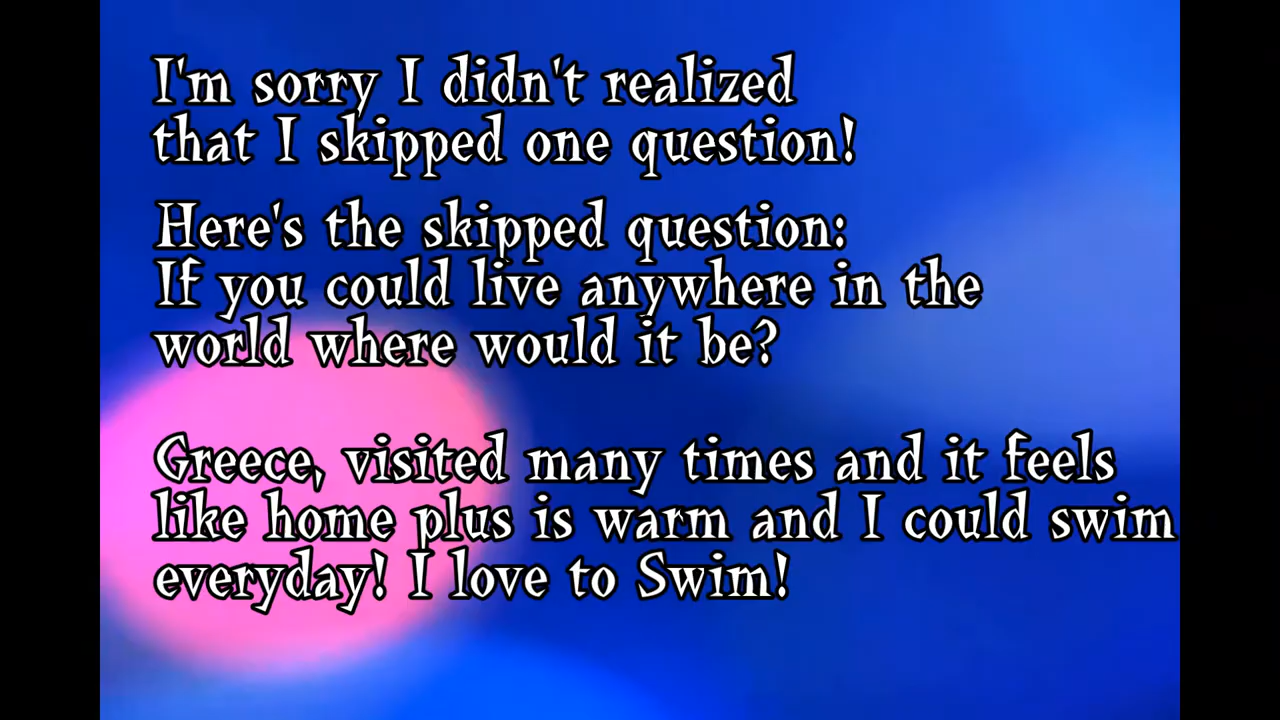 I'm sorry I didn't realized
that I skipped one question!
Here's the skipped question:
If you could live anywhere in the
world where would it be?
Greece, visited many times and it feels
like home plus is warm and I could swim
everyday! I love to Swim!